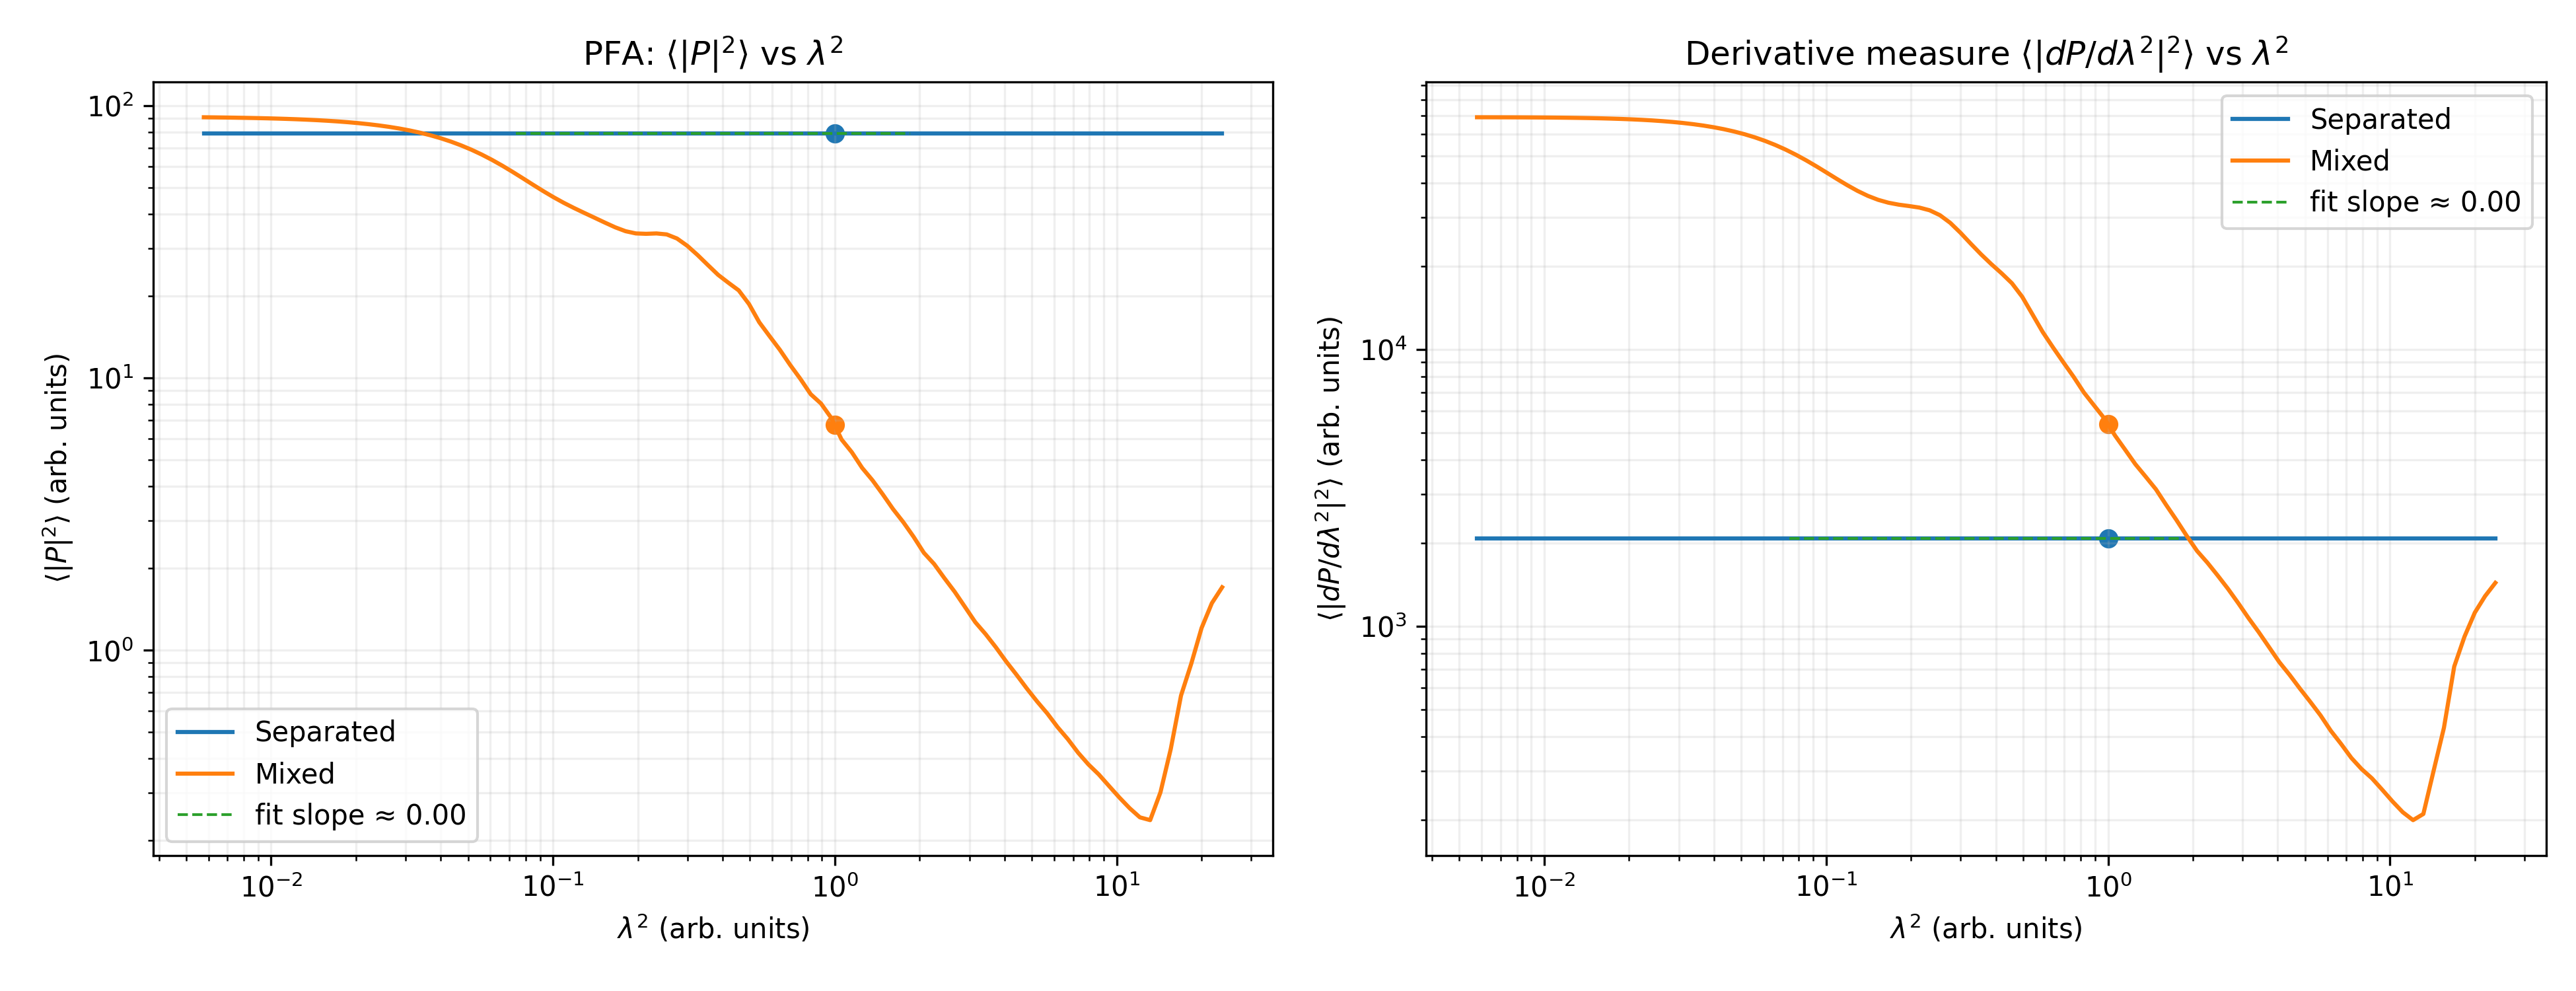 PFA: ⟨|P|²⟩ vs λ²
10²
10¹
10⁰
⟨|P|²⟩ (arb. units)
Separated
Mixed
fit slope ≈ 0.00
10⁻² 10⁻¹ 10⁰ 10¹
λ² (arb. units)
Derivative measure ⟨|dP/dλ²|²⟩ vs λ²
Separated
Mixed
fit slope ≈ 0.00
10⁴
10³
⟨|dP/dλ²|²⟩ (arb. units)
10⁻² 10⁻¹ 10⁰ 10¹
λ² (arb. units)